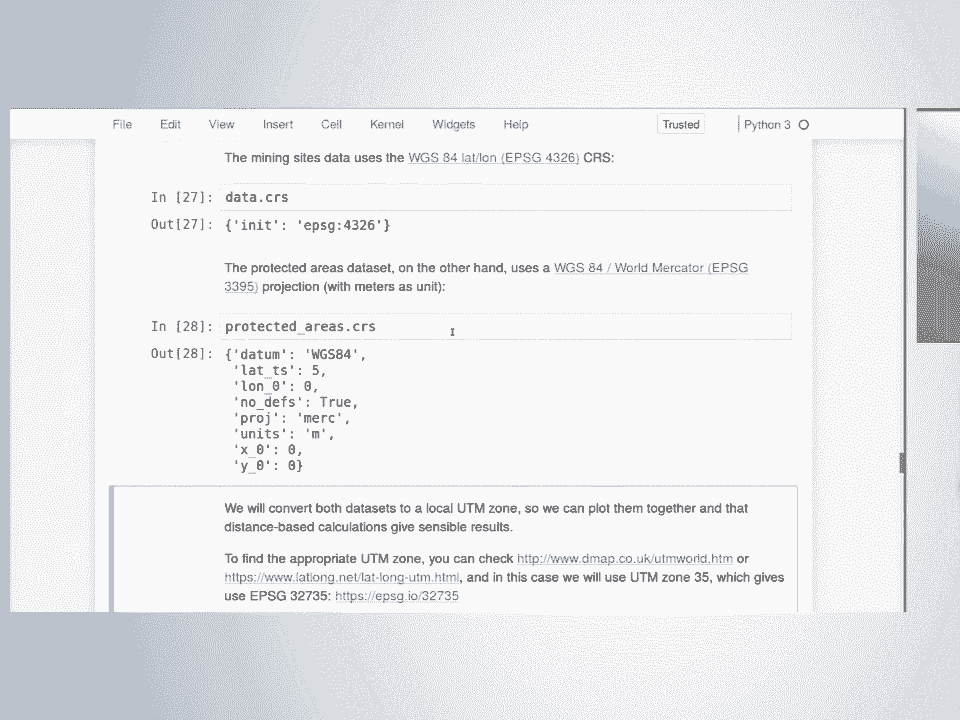 File Edit View Insert Cell Kernel Widgets Help Trusted Python 3
The mining sites data uses the WGS 84 lat/lon (EPSG 4326) CRS:
In [27]: data.crs
Out[27]: {'init': 'epsg:4326'}
The protected areas dataset, on the other hand, uses a WGS 84 / World Mercator (EPSG
3395) projection (with meters as unit):
In [28]: protected_areas.crs
Out[28]: {'datum': 'WGS84',
'lat_ts': 5,
'lon_0': 0,
'no_defs': True,
'proj': 'merc',
'units': 'm',
'x_0': 0,
'y_0': 0}
We will convert both datasets to a local UTM zone, so we can plot them together and that
distance-based calculations give sensible results.
To find the appropriate UTM zone, you can check http://www.dmap.co.uk/utmworld.htm or
https://www.latlong.net/lat-long-utm.html, and in this case we will use UTM zone 35, which gives
use EPSG 32735: https://epsg.io/32735